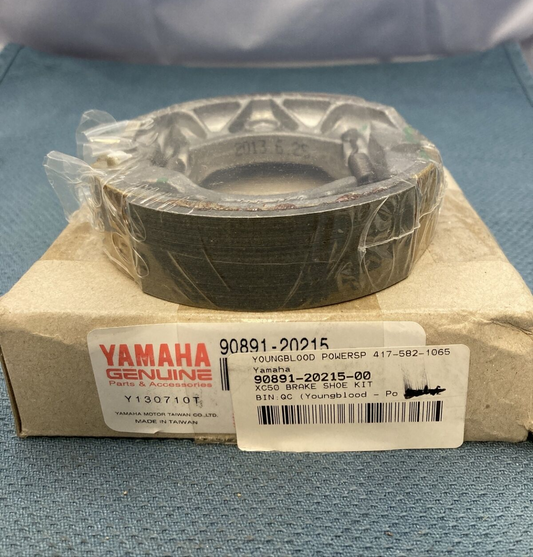 2013.6.25
YAMAHA
GENUINE
Parts & Accessories
Y130710T
YAMAHA MOTOR TAIWAN CO.,LTD.
MADE IN TAIWAN
90891-20215
YOUNGBLOOD POWERSP 417-582-1065
Yamaha
90891-20215-00
XC50 BRAKE SHOE KIT
BIN:QC (Youngblood - Po